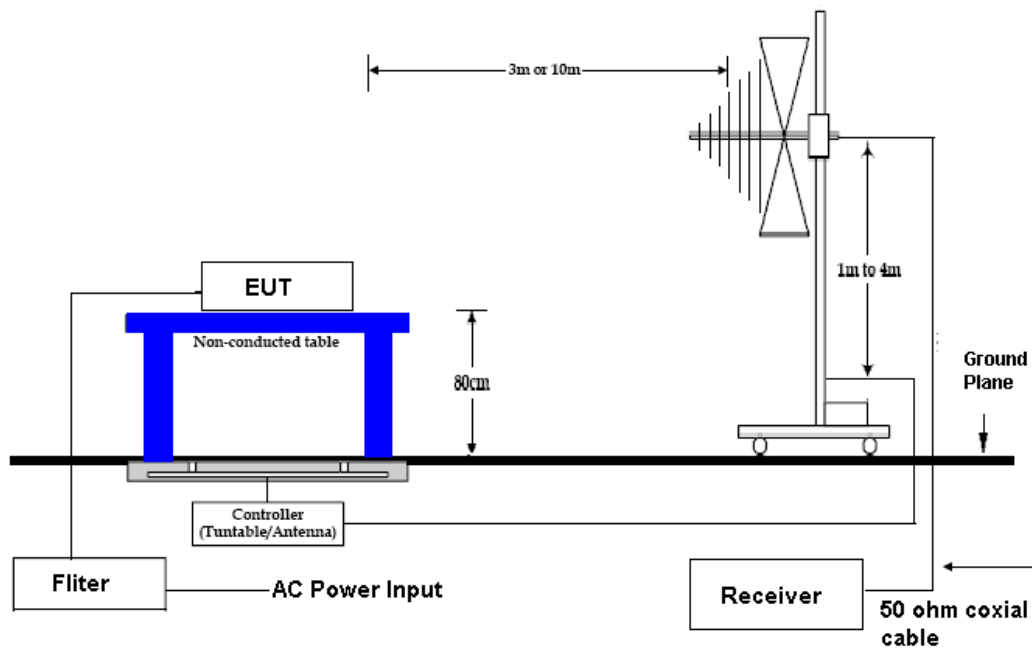 3m or 10m
EUT
Non-conducted table
80cm
1m to 4m
Ground
Plane
Controller
(Tuntable/Antenna)
Fliter
AC Power Input
Receiver
50 ohm coxial
cable